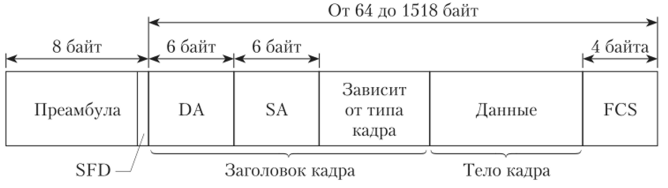 От 64 до 1518 байт
8 байт
6 байт
6 байт
4 байта
Преамбула
DA
SA
Зависит
от типа
кадра
Данные
FCS
SFD
Заголовок кадра
Тело кадра